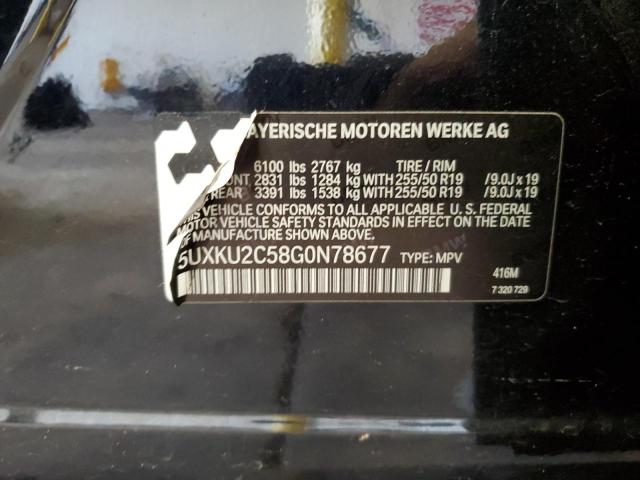 AYERISCHE MOTOREN WERKE AG
6100 lbs 2767 kg TIRE / RIM
NT 2831 lbs 1284 kg WITH 255/50 R19 /9.0J x 19
REAR 3391 lbs 1538 kg WITH 255/50 R19 /9.0J x 19
THIS VEHICLE CONFORMS TO ALL APPLICABLE U. S. FEDERAL
MOTOR VEHICLE SAFETY STANDARDS IN EFFECT ON THE DATE
OF MANUFACTURE SHOWN ABOVE.
5UXKU2C58G0N78677 TYPE: MPV
416M
7 320 729